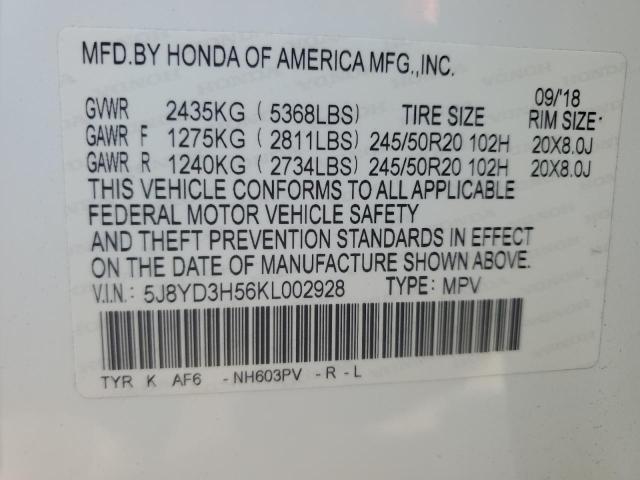 MFD.BY HONDA OF AMERICA MFG.,INC.
09/'18
GVWR 2435KG ( 5368LBS) TIRE SIZE RIM SIZE
GAWR F 1275KG ( 2811LBS) 245/50R20 102H 20X8.0J
GAWR R 1240KG ( 2734LBS) 245/50R20 102H 20X8.0J
THIS VEHICLE CONFORMS TO ALL APPLICABLE
FEDERAL MOTOR VEHICLE SAFETY
AND THEFT PREVENTION STANDARDS IN EFFECT
ON THE DATE OF MANUFACTURE SHOWN ABOVE.
V.I.N.: 5J8YD3H56KL002928 TYPE: MPV
TYR K AF6 -NH603PV -R-L